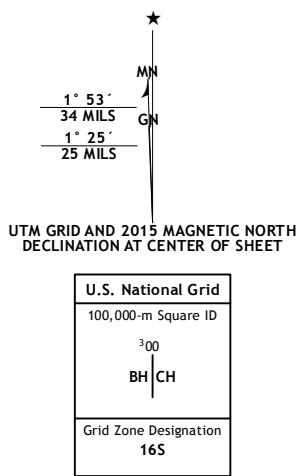 ★
MN
1° 53´
34 MILS
GN
1° 25´
25 MILS
UTM GRID AND 2015 MAGNETIC NORTH
DECLINATION AT CENTER OF SHEET
U.S. National Grid
100,000-m Square ID
³00
BH CH
Grid Zone Designation
16S